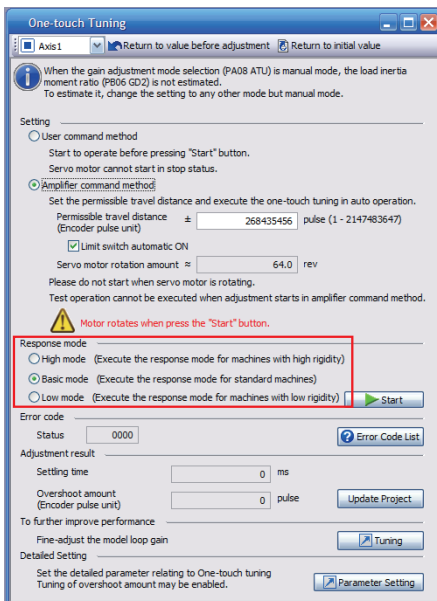 One-touch Tuning
Axis1 Return to value before adjustment Return to initial value
When the gain adjustment mode selection (PA08 ATU) is manual mode, the load inertia
moment ratio (PB06 GD2) is not estimated.
To estimate it, change the setting to any other mode but manual mode.
Setting
User command method
Start to operate before pressing "Start" button.
Servo motor cannot start in stop status.
Amplifier command method
Set the permissible travel distance and execute the one-touch tuning in auto operation.
Permissible travel distance ± 268435456 pulse (1 - 2147483647)
(Encoder pulse unit)
Limit switch automatic ON
Servo motor rotation amount ≈ 64.0 rev
Please do not start when servo motor is rotating.
Test operation cannot be executed when adjustment starts in amplifier command method.
Motor rotates when press the "Start" button.
Response mode
High mode (Execute the response mode for machines with high rigidity)
Basic mode (Execute the response mode for standard machines)
Low mode (Execute the response mode for machines with low rigidity) Start
Error code
Status 0000 Error Code List
Adjustment result
Settling time 0 ms
Overshoot amount 0 pulse Update Project
(Encoder pulse unit)
To further improve performance
Fine-adjust the model loop gain Tuning
Detailed Setting
Set the detailed parameter relating to One-touch tuning
Tuning of overshoot amount may be enabled. Parameter Setting